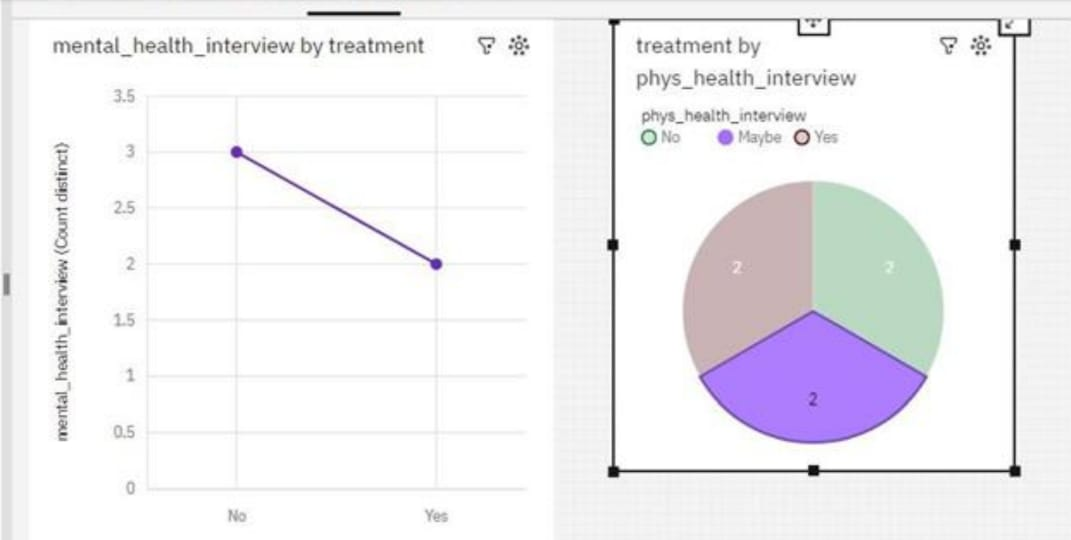 mental_health_interview by treatment
mental_health_interview (Count distinct)
3.5
3
2.5
2
1.5
1
0.5
0
No
Yes
treatment by
phys_health_interview
phys_health_interview
No Maybe Yes
2
2
2